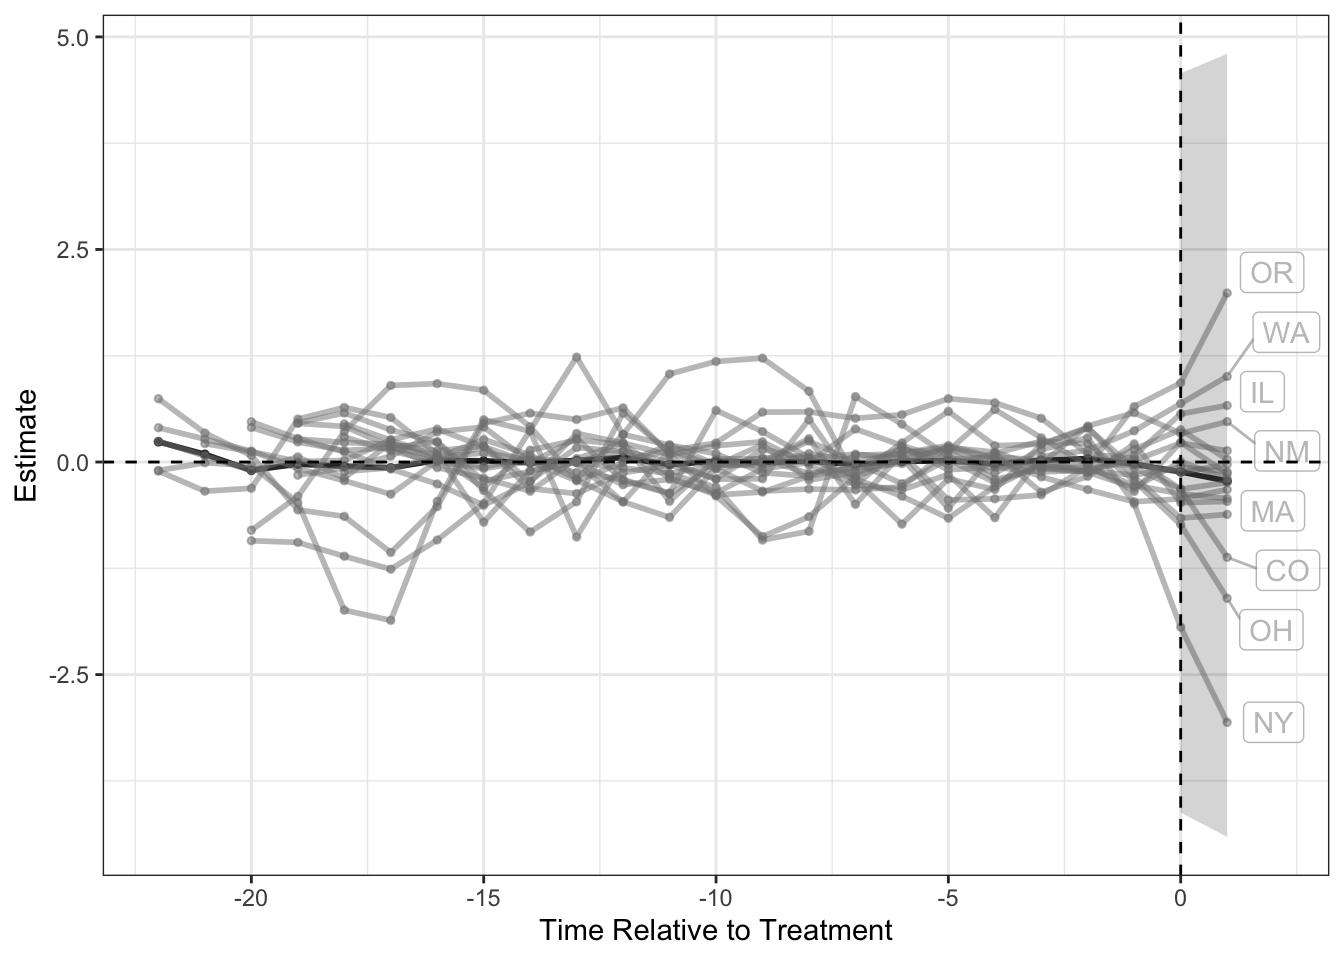 5.0
2.5
0.0
-2.5
Estimate
OR
WA
IL
NM
MA
CO
OH
NY
-20 -15 -10 -5 0
Time Relative to Treatment